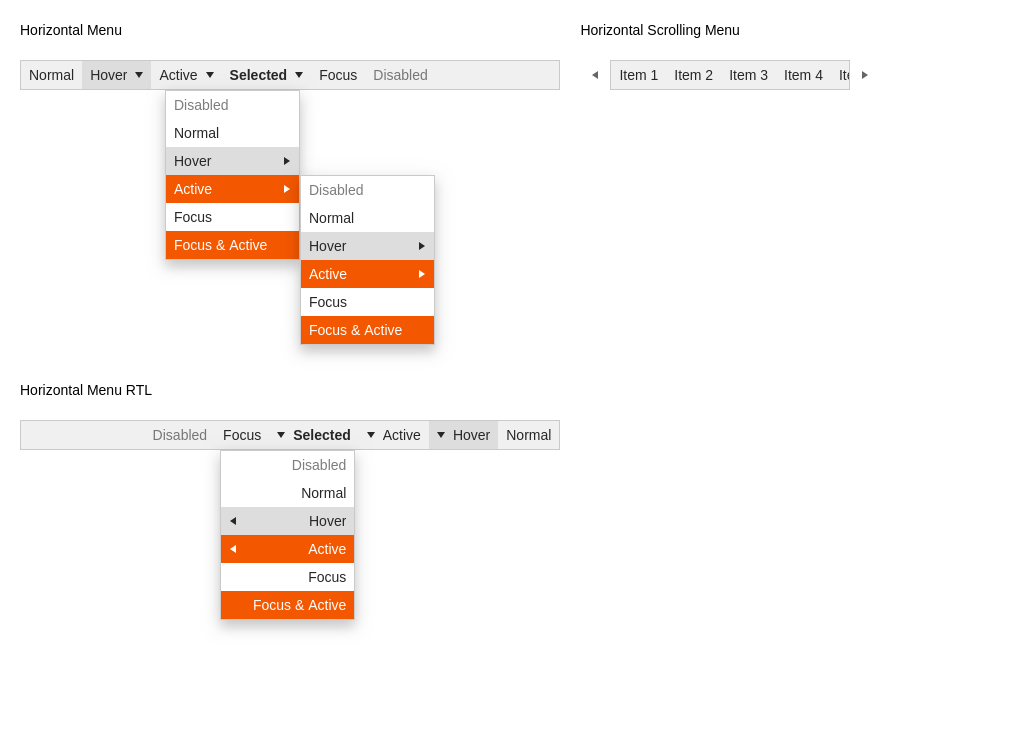 Horizontal Menu
Normal Hover Active Selected Focus Disabled
Disabled
Normal
Hover
Active
Focus
Focus & Active
Disabled
Normal
Hover
Active
Focus
Focus & Active
Horizontal Scrolling Menu
Item 1 Item 2 Item 3 Item 4
Horizontal Menu RTL
Disabled Focus Selected Active Hover Normal
Disabled
Normal
Hover
Active
Focus
Focus & Active